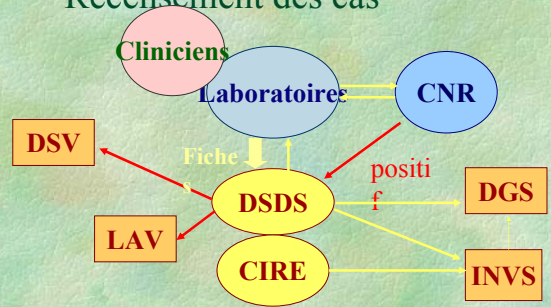 Recensement des cas
Cliniciens
Laboratoires
CNR
DSV
Fiche
s
positi
f
DSDS
DGS
LAV
CIRE
INVS